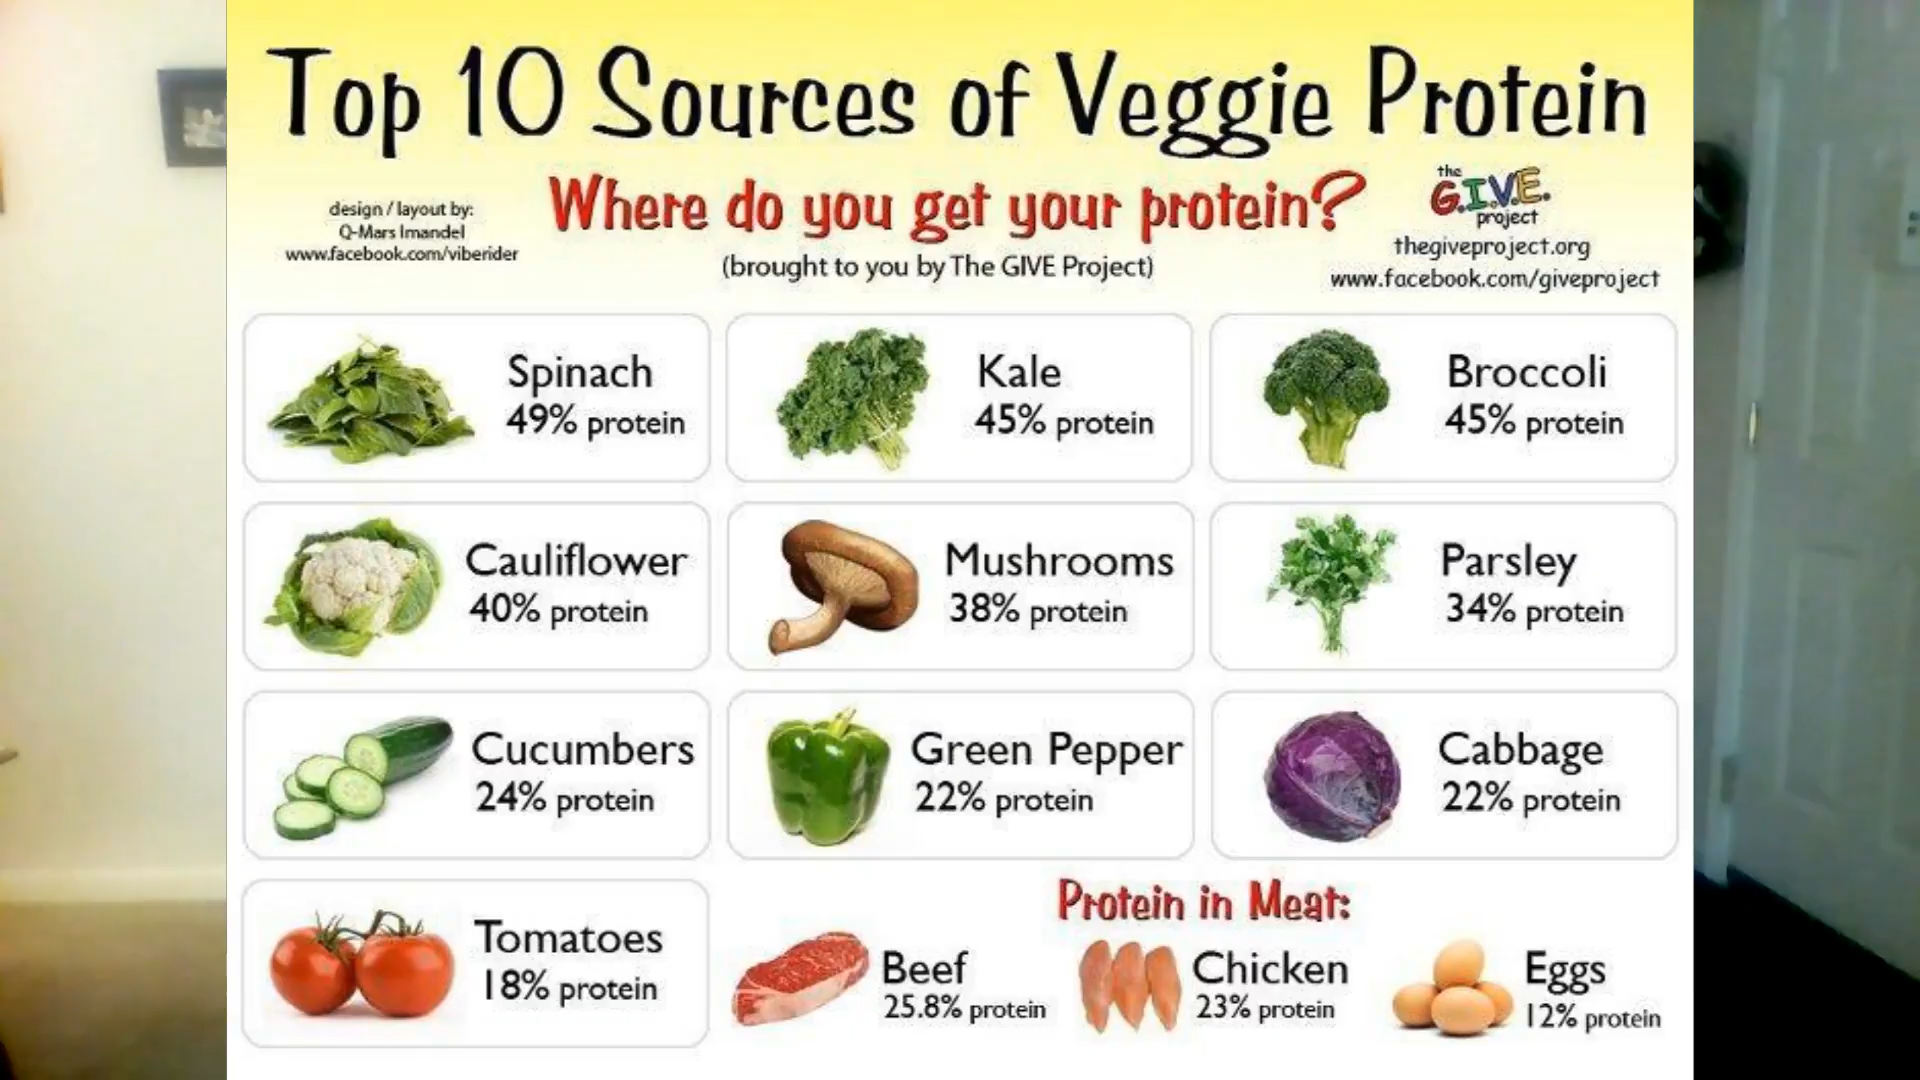 Top 10 Sources of Veggie Protein
Where do you get your protein?
(brought to you by The GIVE Project)
design / layout by:
Q-Mars Imandel
www.facebook.com/viberider
the
G.I.V.E.
project
thegiveproject.org
www.facebook.com/giveproject
Spinach
49% protein
Kale
45% protein
Broccoli
45% protein
Cauliflower
40% protein
Mushrooms
38% protein
Parsley
34% protein
Cucumbers
24% protein
Green Pepper
22% protein
Cabbage
22% protein
Tomatoes
18% protein
Protein in Meat:
Beef
25.8% protein
Chicken
23% protein
Eggs
12% protein